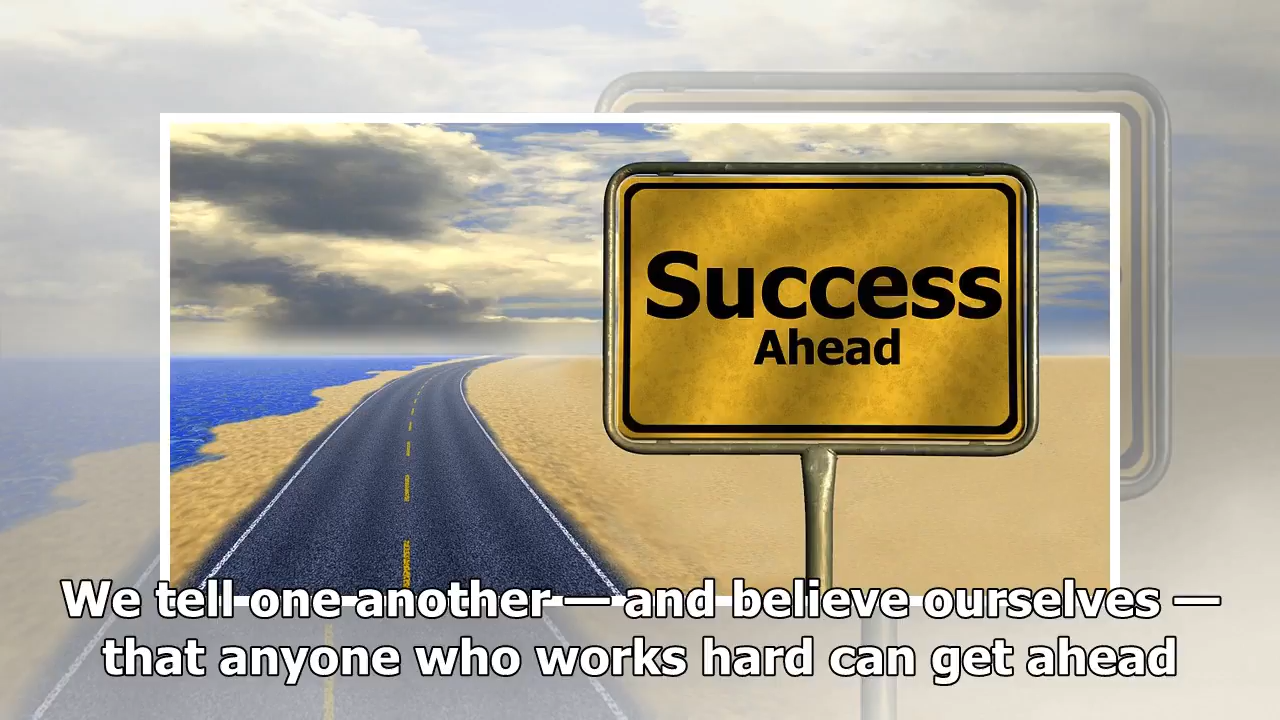 Success
Ahead
We tell one another — and believe ourselves —
that anyone who works hard can get ahead